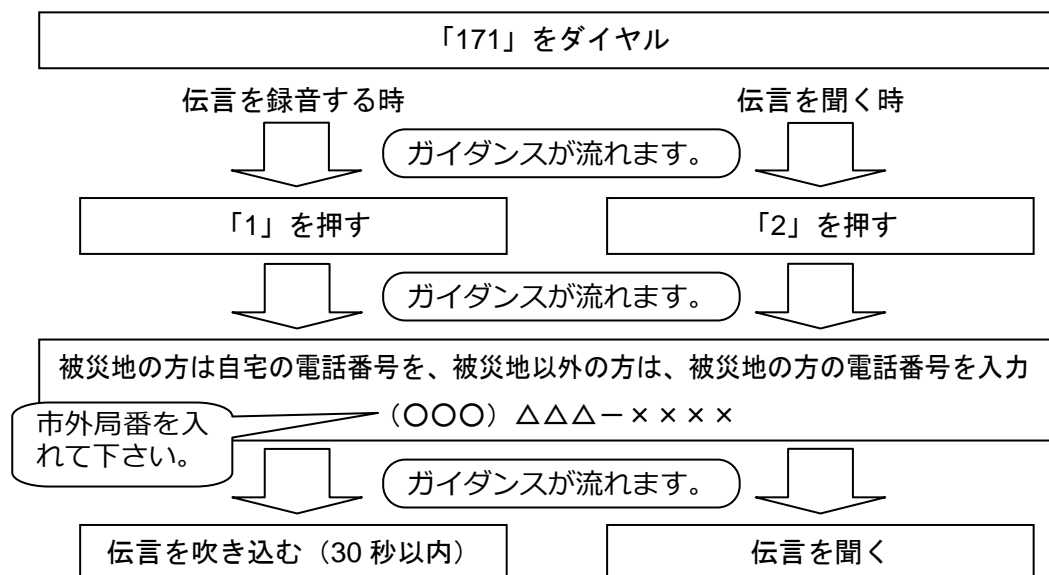 「171」をダイヤル
伝言を録音する時
伝言を聞く時
ガイダンスが流れます。
「1」を押す
「2」を押す
ガイダンスが流れます。
被災地の方は自宅の電話番号を、被災地以外の方は、被災地の方の電話番号を入力
(〇〇〇) △△△－××××
市外局番を入
れて下さい。
ガイダンスが流れます。
伝言を吹き込む（30 秒以内）
伝言を聞く